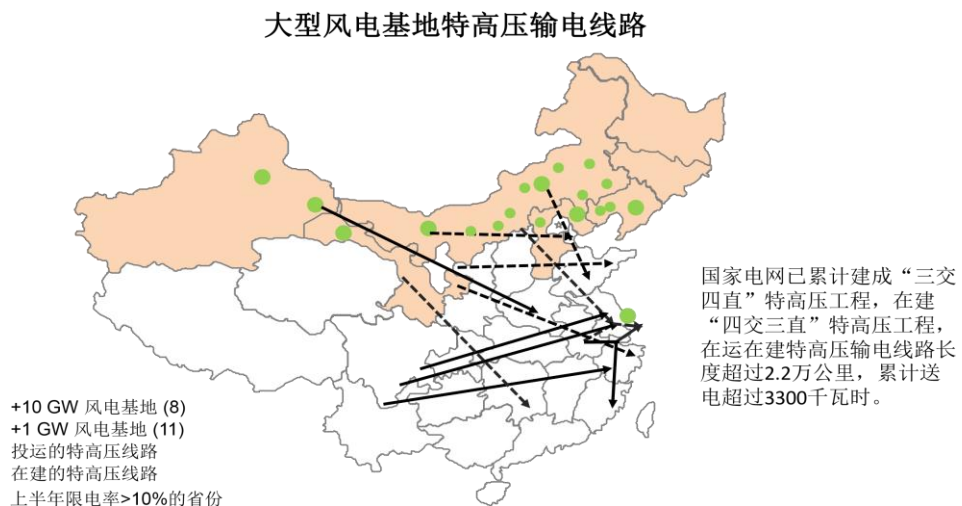 大型风电基地特高压输电线路
国家电网已累计建成“三交
四直”特高压工程，在建
“四交三直”特高压工程，
在运在建特高压输电线路长
度超过2.2万公里，累计送
电超过3300千瓦时。
+10 GW 风电基地 (8)
+1 GW 风电基地 (11)
投运的特高压线路
在建的特高压线路
上半年限电率>10%的省份